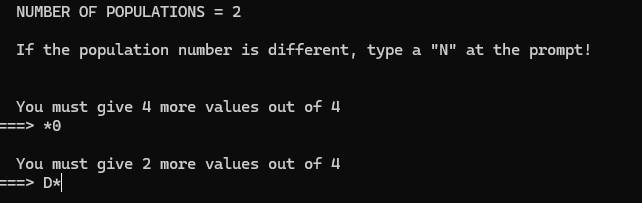 NUMBER OF POPULATIONS = 2
If the population number is different, type a "N" at the prompt!
You must give 4 more values out of 4
===> *0
You must give 2 more values out of 4
===> D*